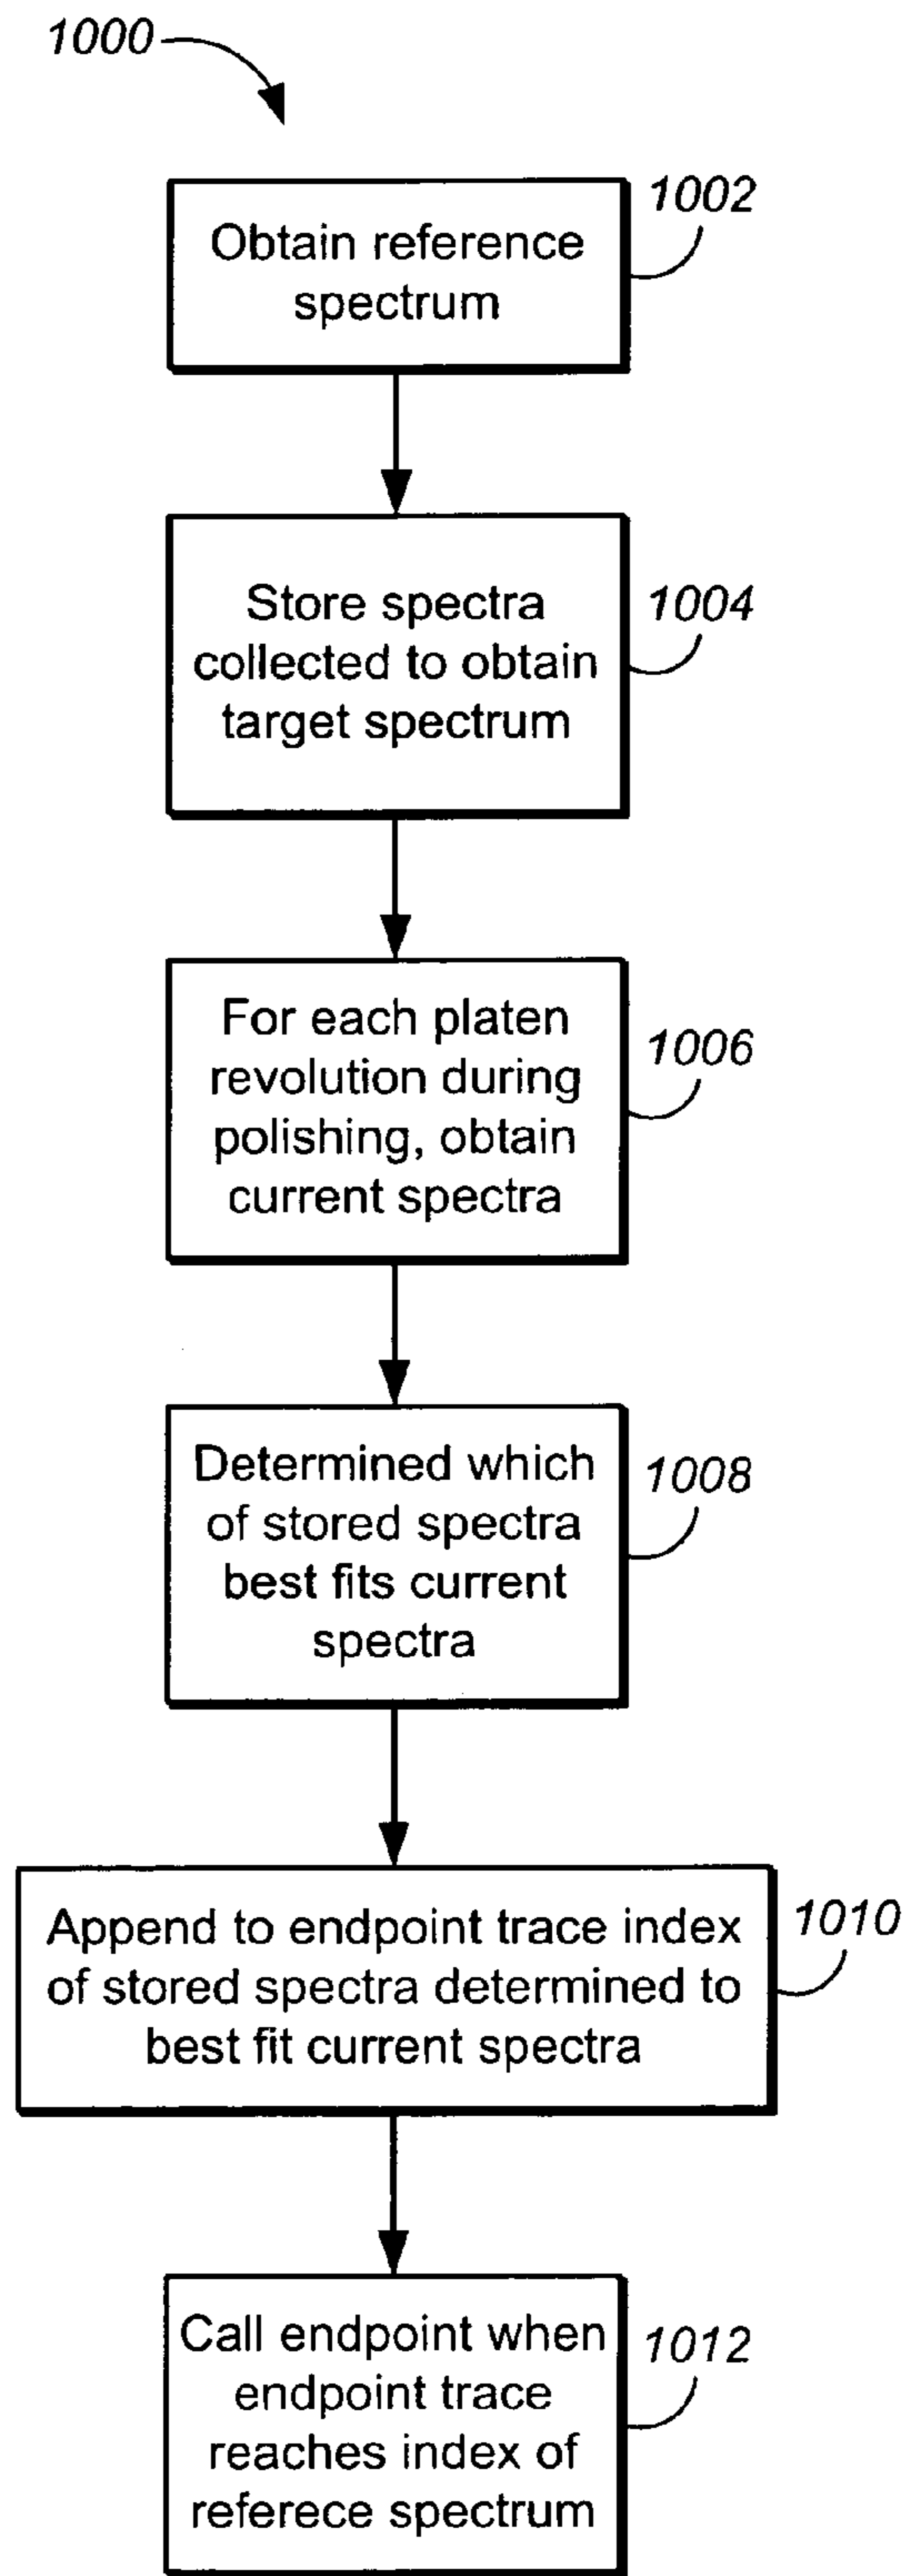 1000
1002
Obtain reference
spectrum
1004
Store spectra
collected to obtain
target spectrum
1006
For each platen
revolution during
polishing, obtain
current spectra
1008
Determined which
of stored spectra
best fits current
spectra
1010
Append to endpoint trace index
of stored spectra determined to
best fit current spectra
1012
Call endpoint when
endpoint trace
reaches index of
referece spectrum